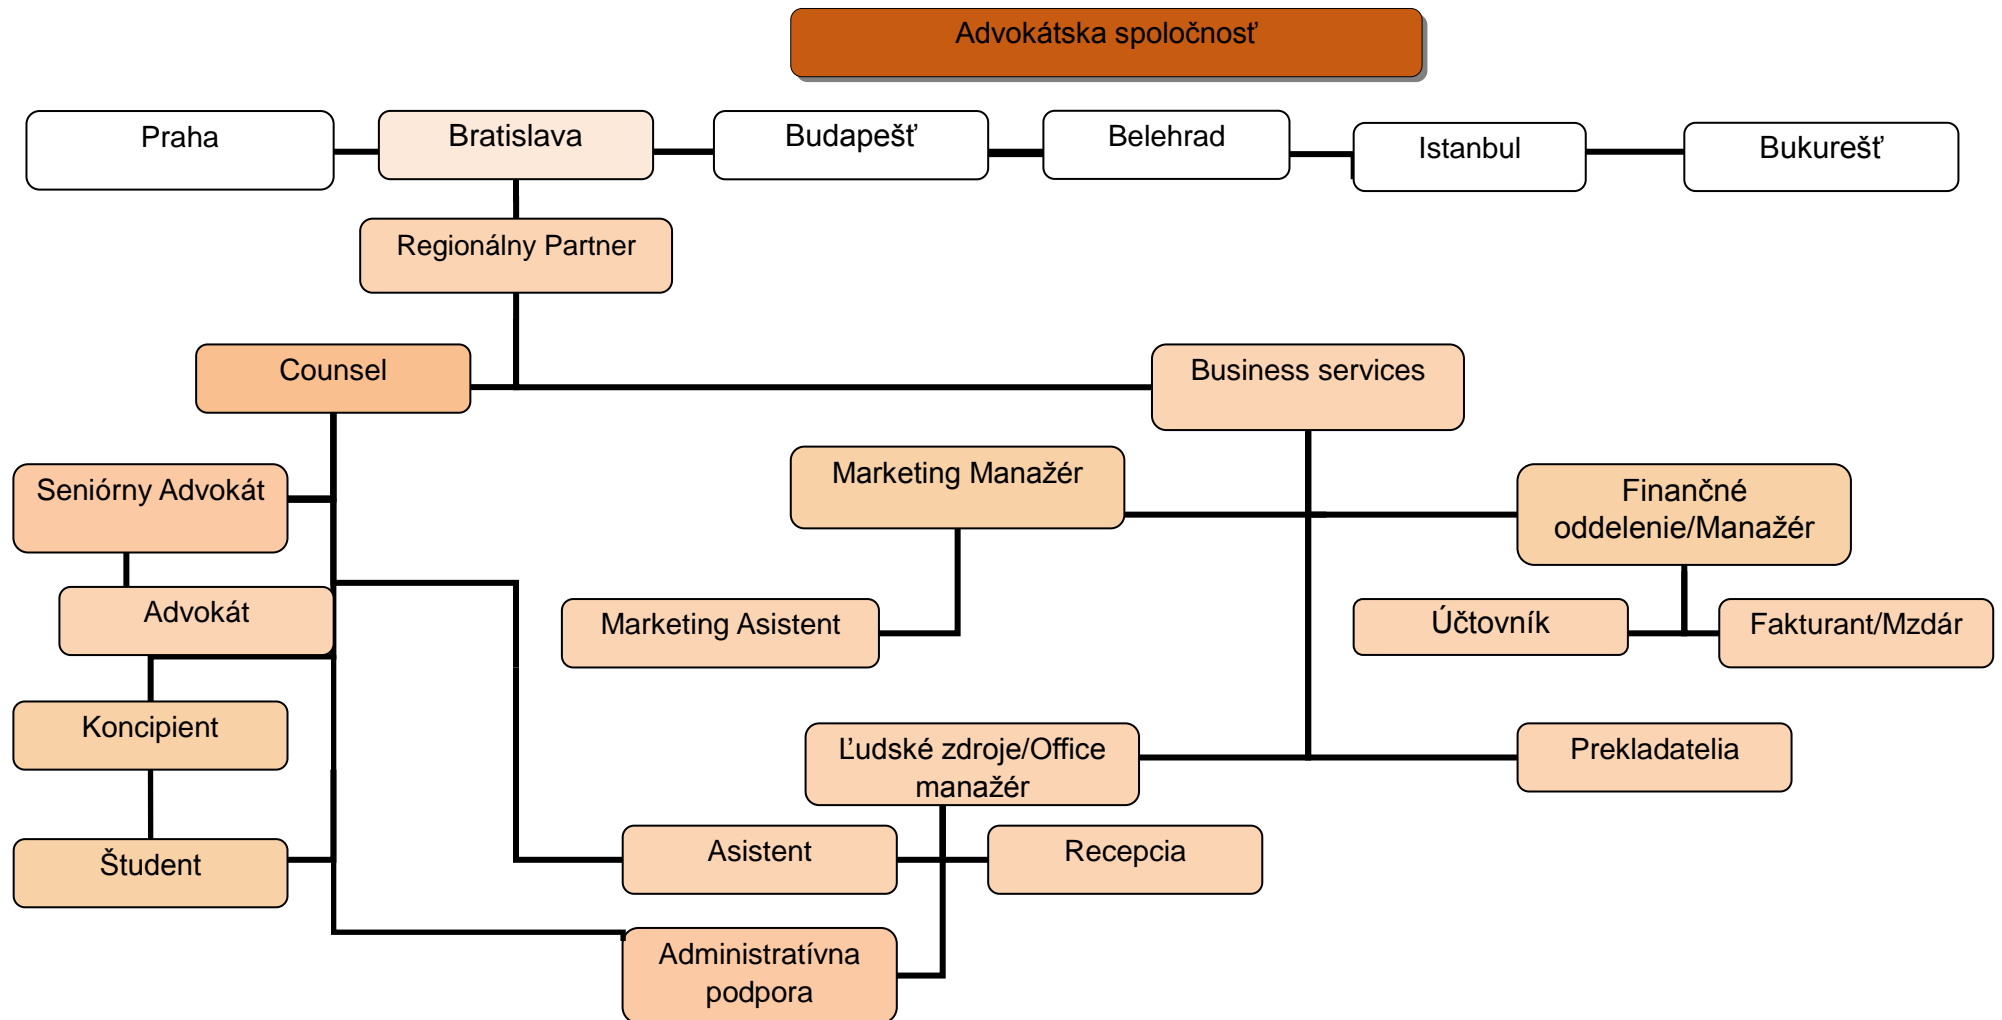 Advokátska spoločnosť
Praha
Bratislava
Budapešť
Belehrad
Istanbul
Bukurešť
Regionálny Partner
Counsel
Business services
Seniórny Advokát
Marketing Manažér
Finančné
oddelenie/Manažér
Advokát
Marketing Asistent
Účtovník
Fakturant/Mzdár
Koncipient
Ľudské zdroje/Office
manažér
Prekladatelia
Študent
Asistent
Recepcia
Administratívna
podpora